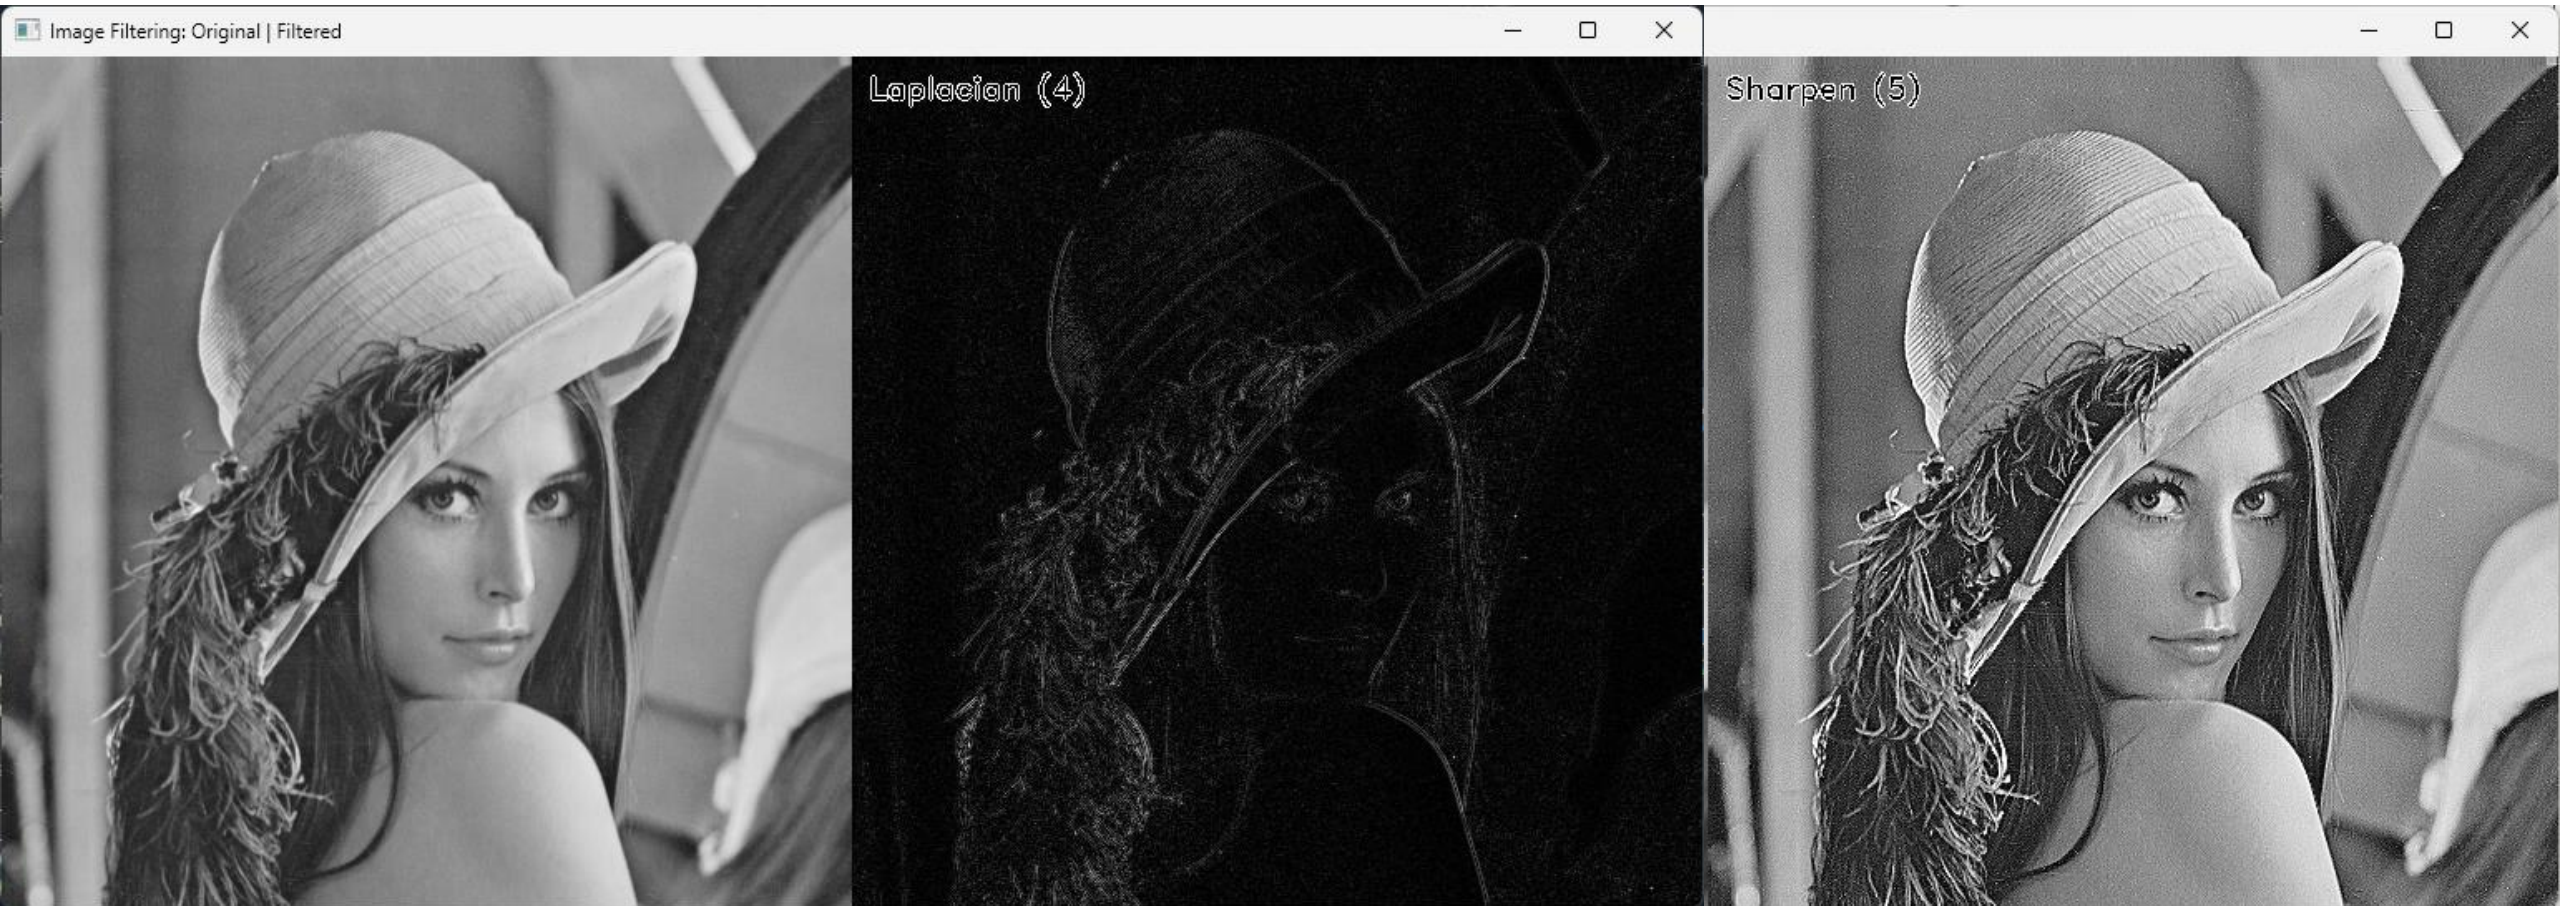 Image Filtering: Original | Filtered
Laplacian (4)
Sharpen (5)